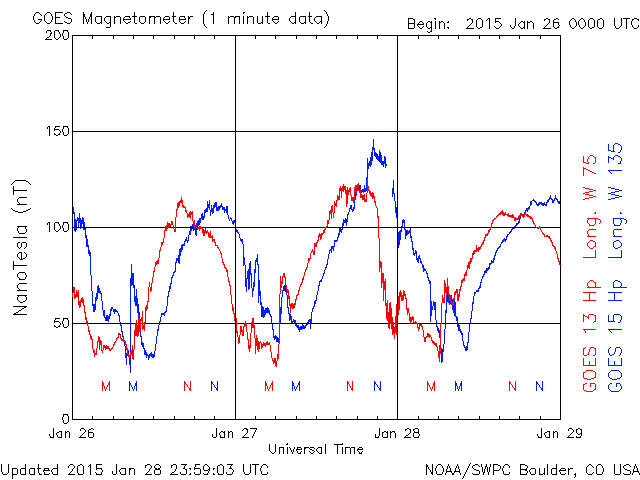 GOES Magnetometer (1 minute data)
Begin: 2015 Jan 26 0000 UTC
200
150
100
50
0
NanoTesla (nT)
M M N N M M N N M M N N
Jan 26 Jan 27 Jan 28 Jan 29
Universal Time
GOES 13 Hp Long. W 75
GOES 15 Hp Long. W 135
Updated 2015 Jan 28 23:59:03 UTC
NOAA/SWPC Boulder, CO USA